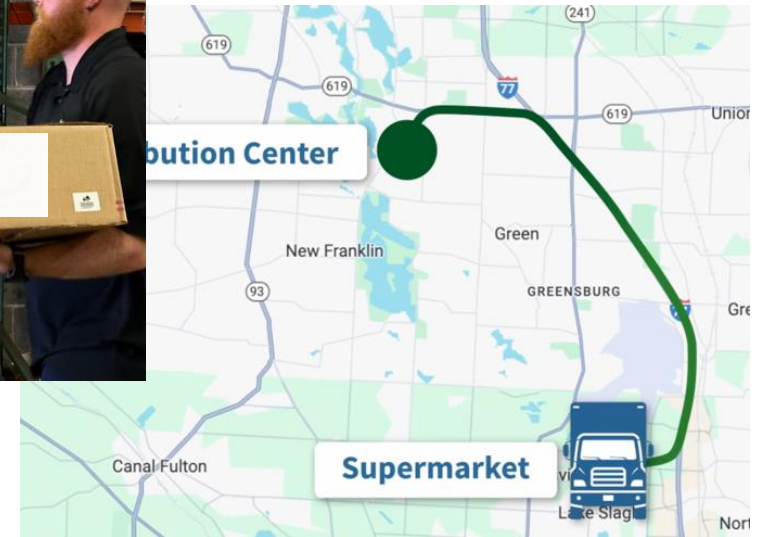 241
619
77
619
619
Union
bution Center
Green
New Franklin
93
GREENSBURG
Gre
Supermarket
Canal Fulton
Lake Slagl
Nort